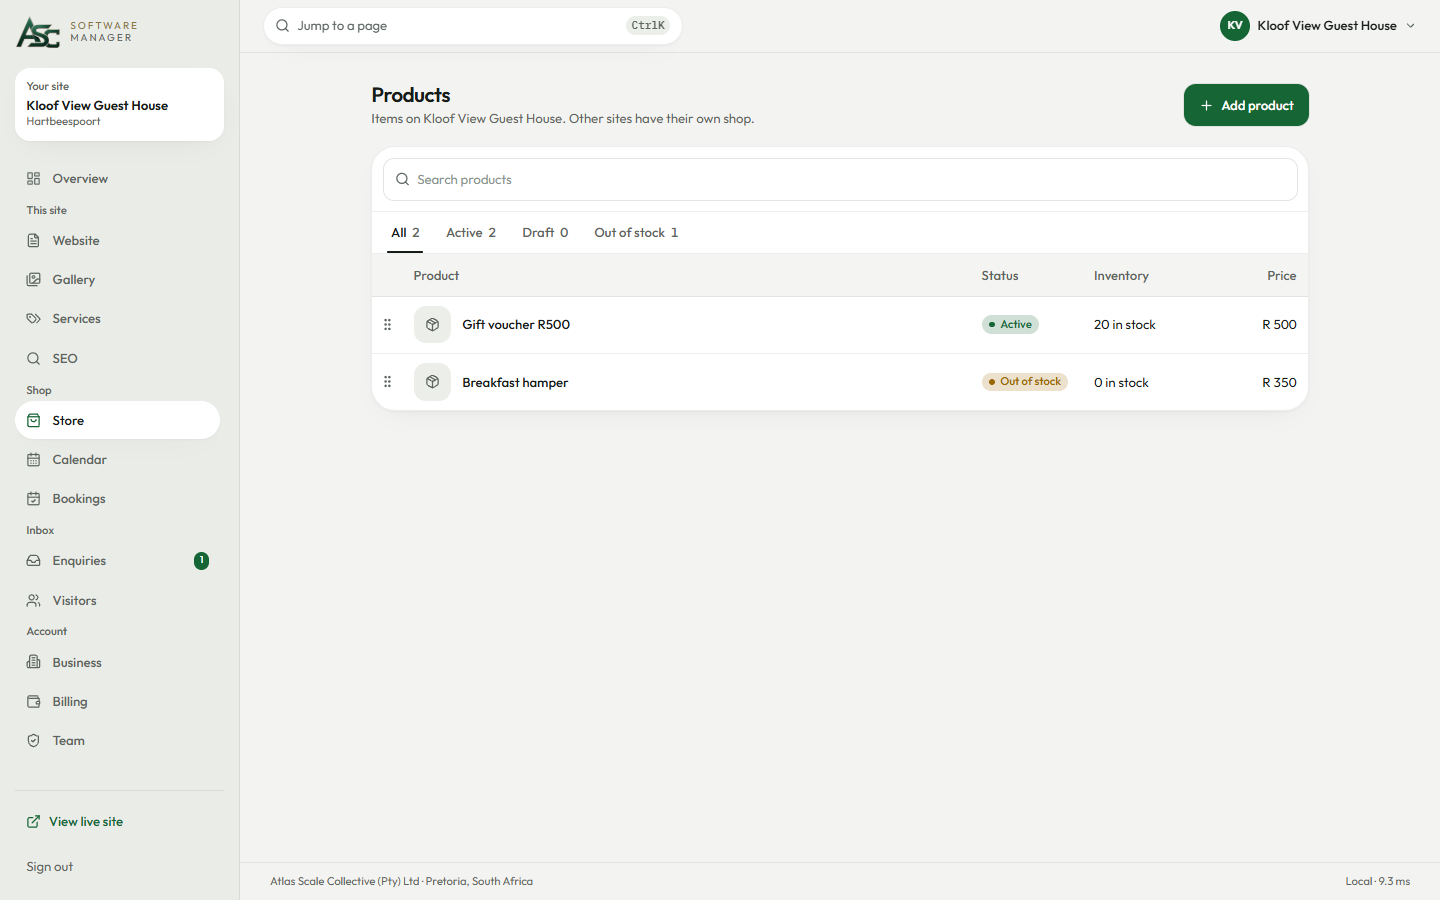 ASC SOFTWARE MANAGER
Jump to a page
CtrlK
KV
Kloof View Guest House
Your site
Kloof View Guest House
Hartbeespoort
Overview
This site
Website
Gallery
Services
SEO
Shop
Store
Calendar
Bookings
Inbox
Enquiries 1
Visitors
Account
Business
Billing
Team
View live site
Sign out
Products
Items on Kloof View Guest House. Other sites have their own shop.
Add product
Search products
All 2 Active 2 Draft 0 Out of stock 1
Product Status Inventory Price
Gift voucher R500 Active 20 in stock R 500
Breakfast hamper Out of stock 0 in stock R 350
Atlas Scale Collective (Pty) Ltd · Pretoria, South Africa
Local · 9.3 ms